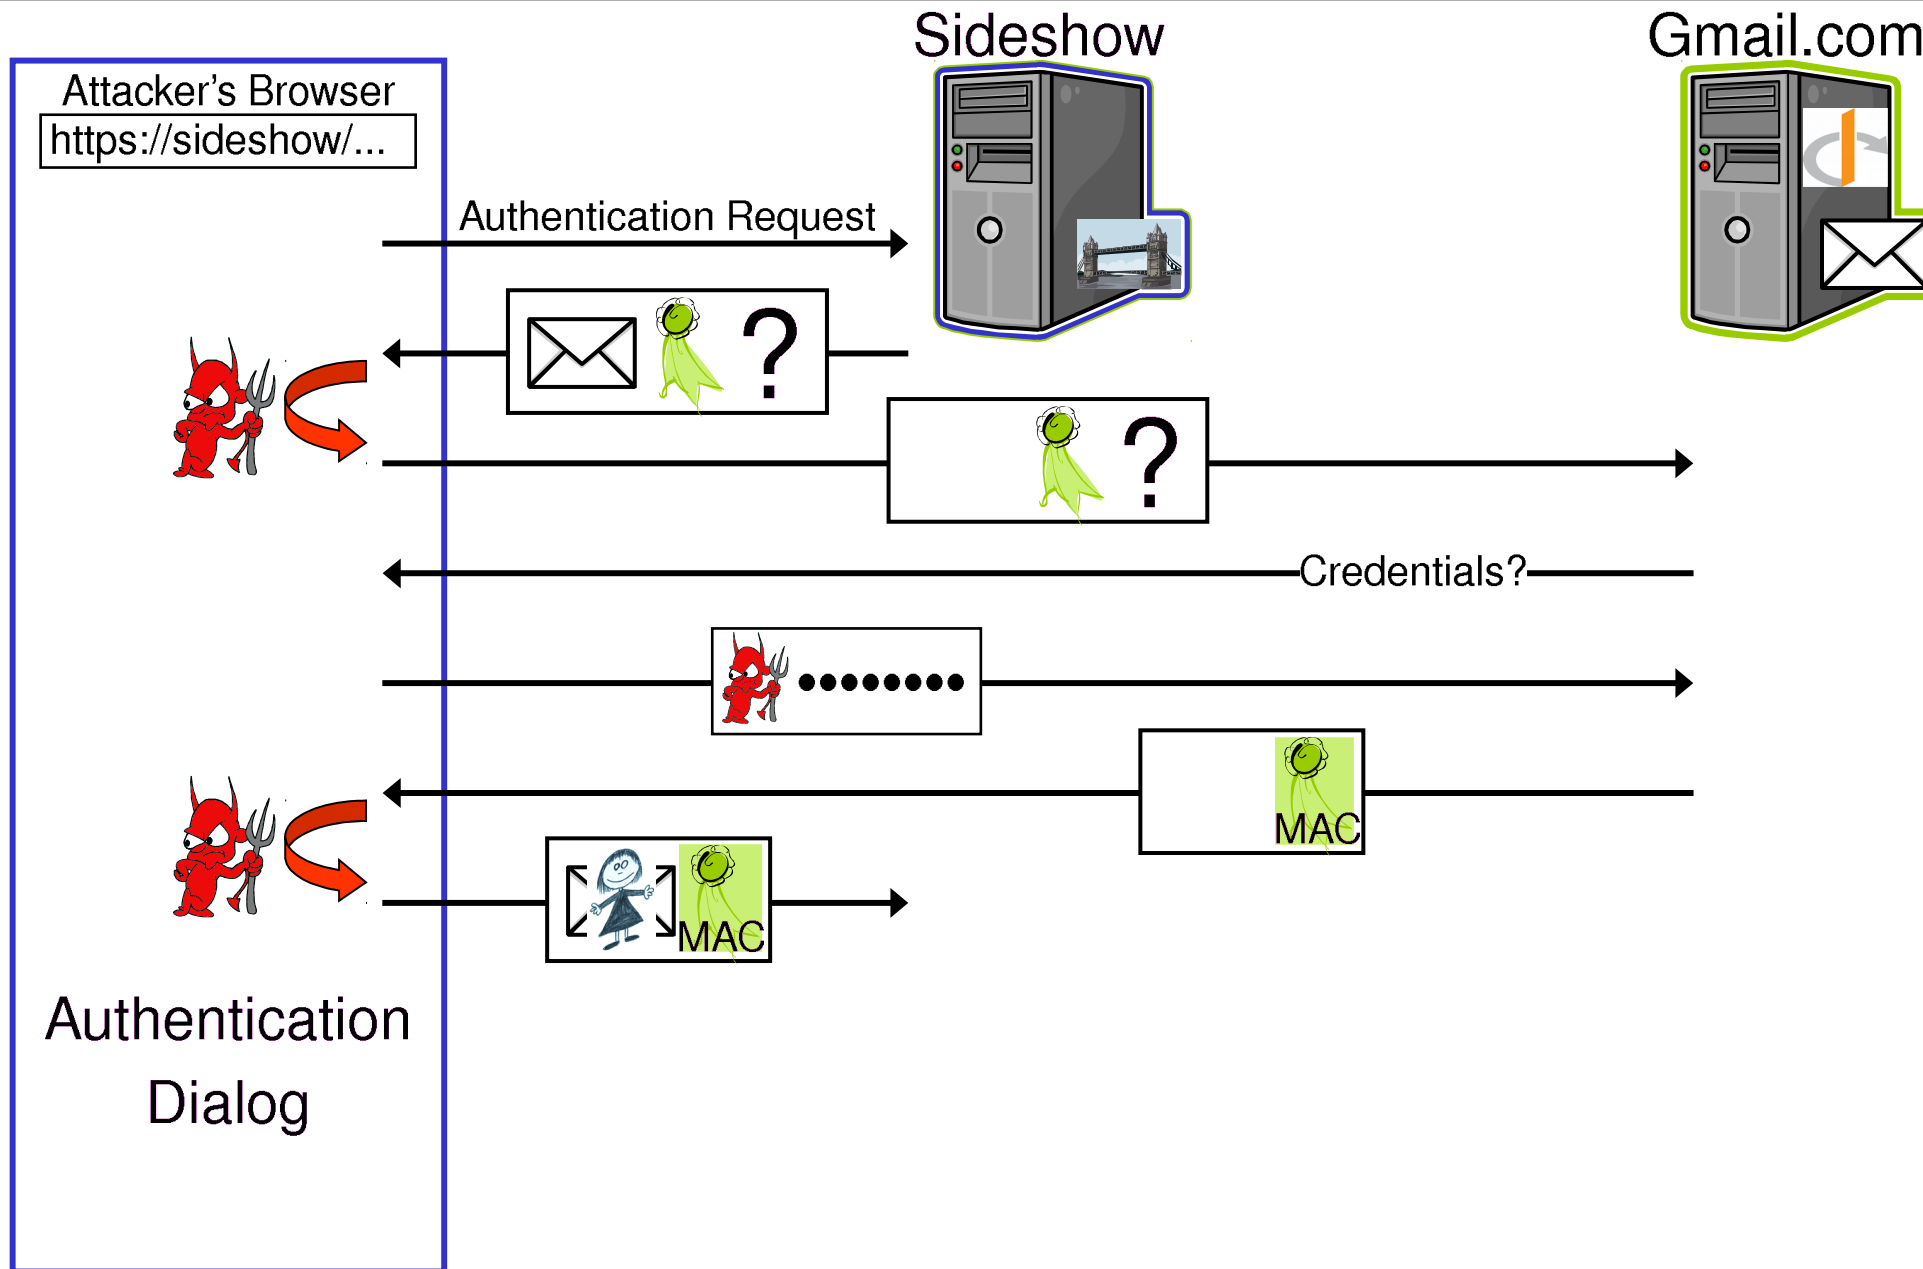 Sideshow
Gmail.com
Attacker's Browser
https://sideshow/...
Authentication Request
?
?
Credentials?
MAC
MAC
Authentication
Dialog